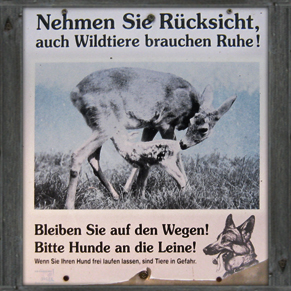 Nehmen Sie Rücksicht,
auch Wildtiere brauchen Ruhe!
Bleiben Sie auf den Wegen!
Bitte Hunde an die Leine!
Wenn Sie Ihren Hund frei laufen lassen, sind Tiere in Gefahr.